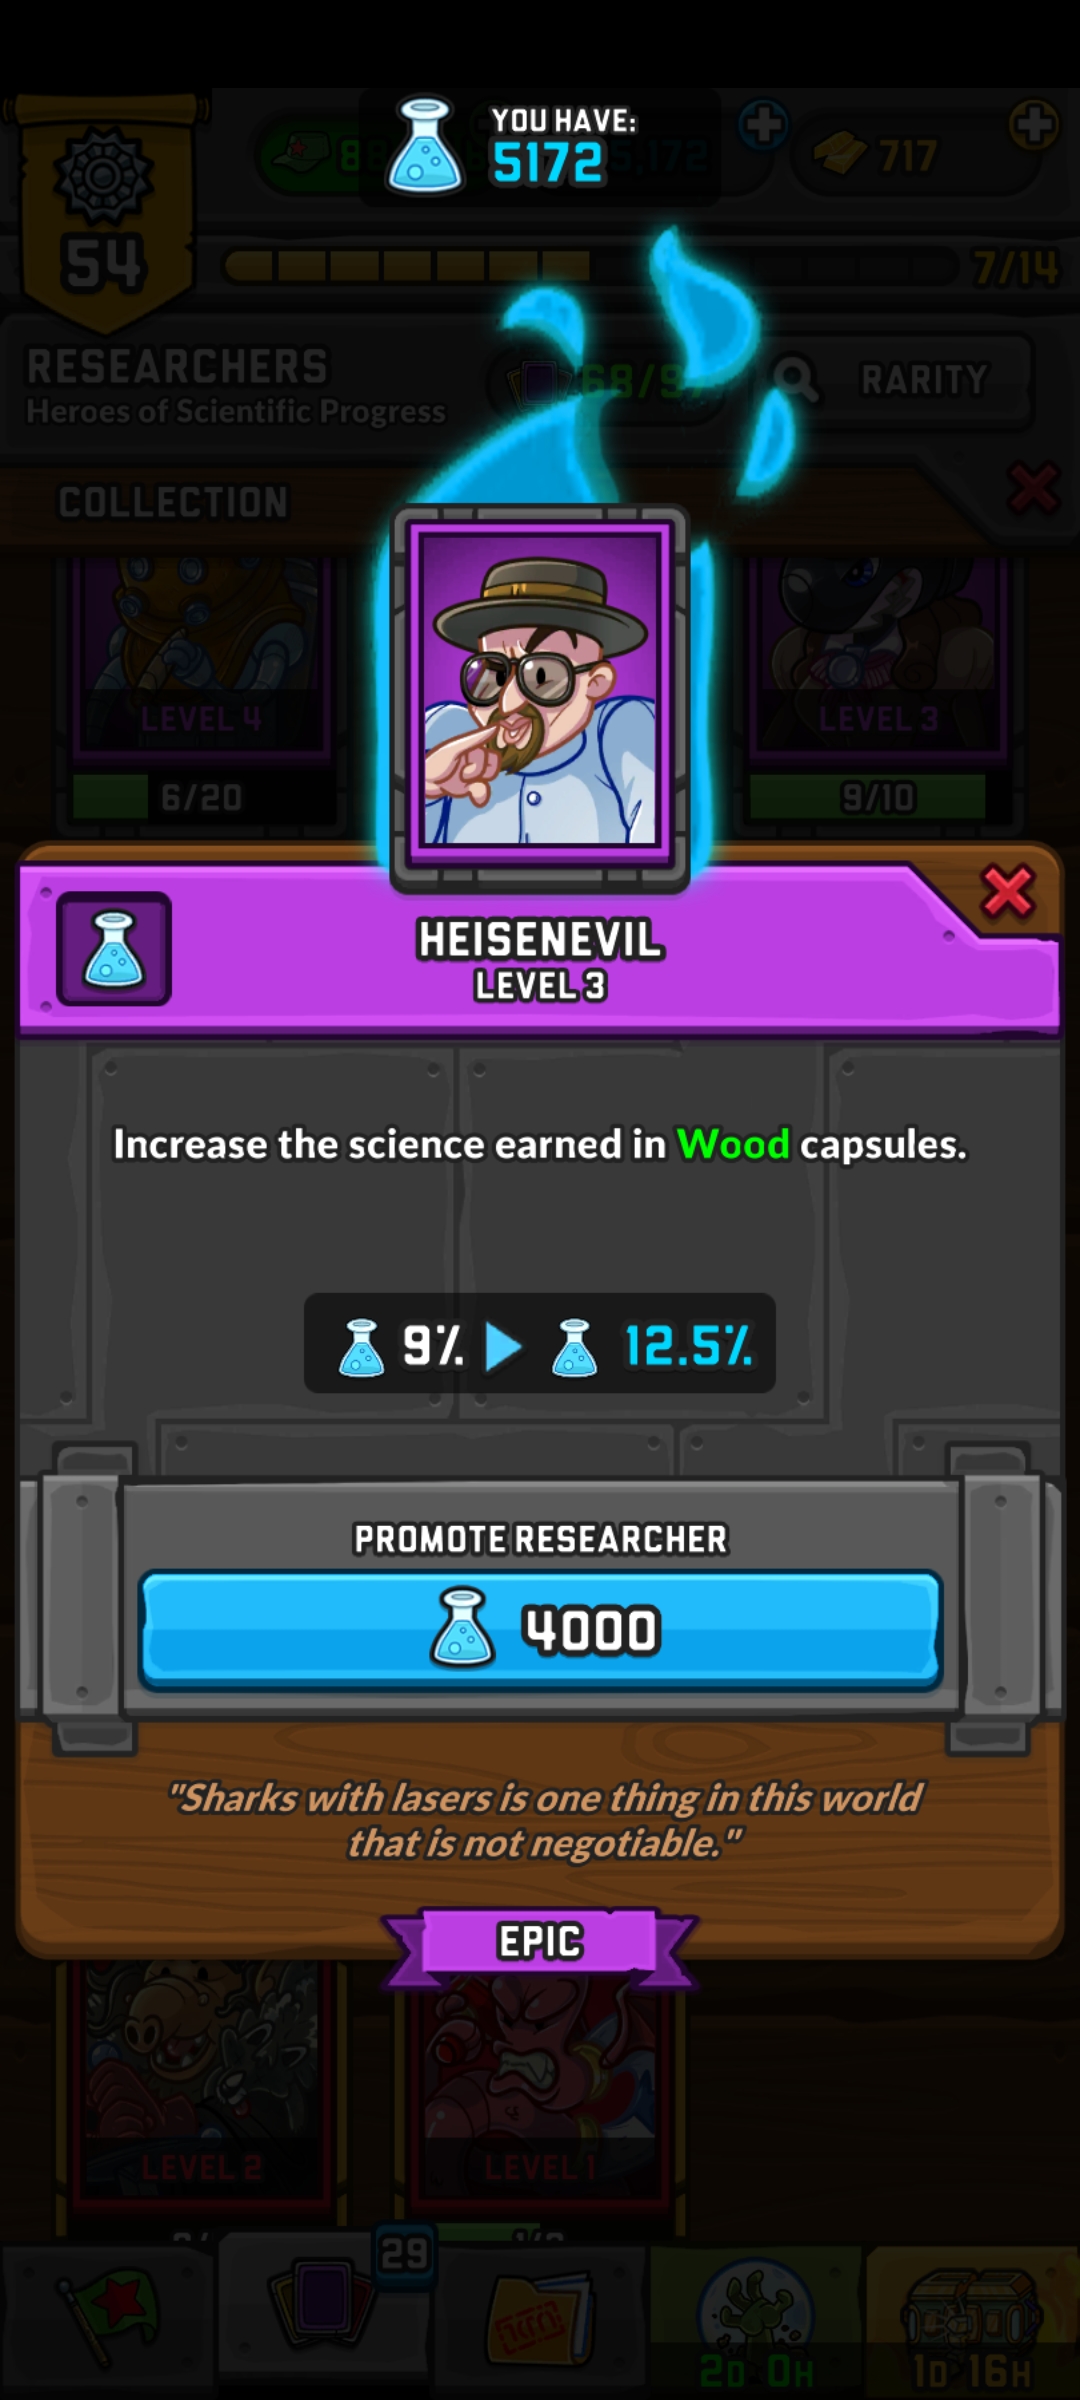 YOU HAVE:
5172
717
54
7/14
RESEARCHERS
Heroes of Scientific Progress
RARITY
COLLECTION
LEVEL 4
LEVEL 3
6/20
9/10
HEISENEVIL
LEVEL 3
Increase the science earned in Wood capsules.
9%
12.5%
PROMOTE RESEARCHER
4000
"Sharks with lasers is one thing in this world
that is not negotiable."
EPIC
LEVEL 2
LEVEL 1
29
2D 0H
1D 16H